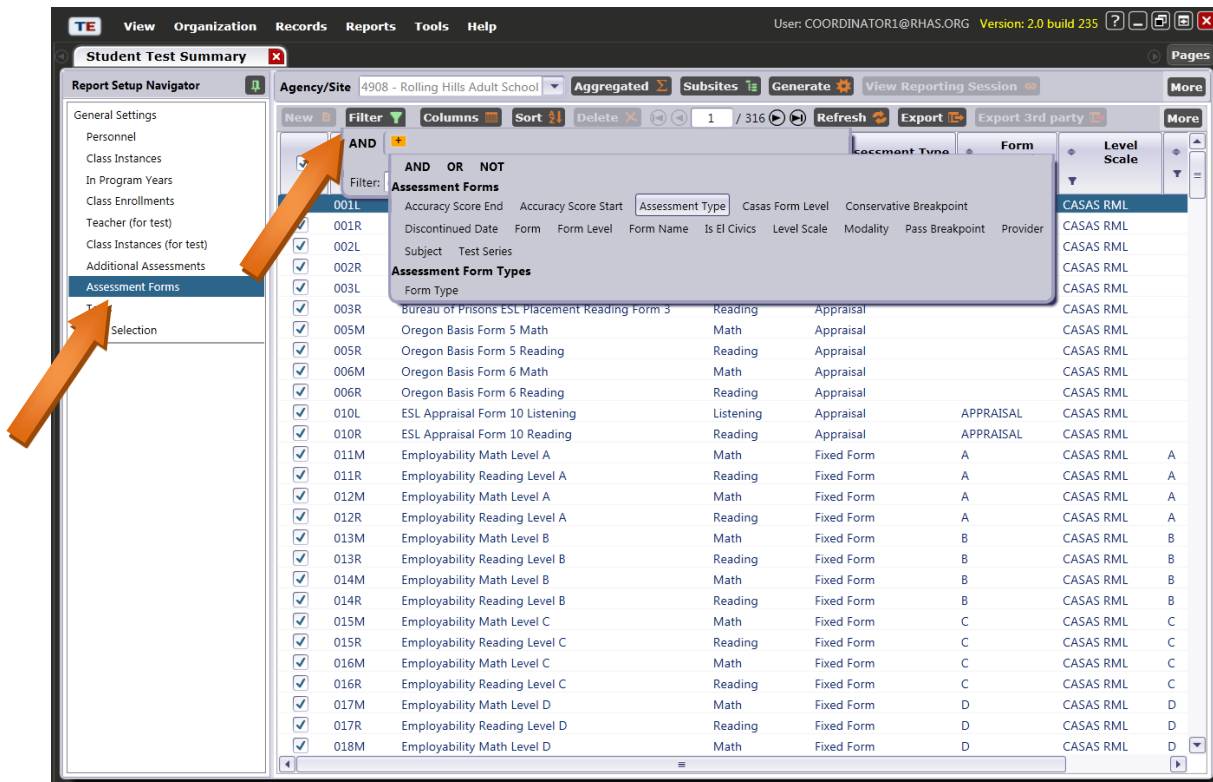 TE View Organization Records Reports Tools Help User: COORDINATOR1@RHAS.ORG Version: 2.0 build 235 ?
Student Test Summary Pages
Report Setup Navigator
General Settings
Personnel
Class Instances
In Program Years
Class Enrollments
Teacher (for test)
Class Instances (for test)
Additional Assessments
Assessment Forms
Selection
Agency/Site 4908 - Rolling Hills Adult School Aggregated Subsites Generate View Reporting Session More
New Filter Columns Sort Delete 1 / 316 Refresh Export Export 3rd party More
AND +
Assessment Type Form Level Scale
Filter:
AND OR NOT
Assessment Forms
Accuracy Score End Accuracy Score Start Assessment Type Casas Form Level Conservative Breakpoint
Discontinued Date Form Form Level Form Name Is El Civics Level Scale Modality Pass Breakpoint Provider
Subject Test Series
Assessment Form Types
Form Type
001L CASAS RML
001R CASAS RML
002L CASAS RML
002R CASAS RML
003L CASAS RML
003R Bureau of Prisons ESL Placement Reading Form 3 Reading Appraisal CASAS RML
005M Oregon Basis Form 5 Math Math Appraisal CASAS RML
005R Oregon Basis Form 5 Reading Reading Appraisal CASAS RML
006M Oregon Basis Form 6 Math Math Appraisal CASAS RML
006R Oregon Basis Form 6 Reading Reading Appraisal CASAS RML
010L ESL Appraisal Form 10 Listening Listening Appraisal APPRAISAL CASAS RML
010R ESL Appraisal Form 10 Reading Reading Appraisal APPRAISAL CASAS RML
011M Employability Math Level A Math Fixed Form A CASAS RML A
011R Employability Reading Level A Reading Fixed Form A CASAS RML A
012M Employability Math Level A Math Fixed Form A CASAS RML A
012R Employability Reading Level A Reading Fixed Form A CASAS RML A
013M Employability Math Level B Math Fixed Form B CASAS RML B
013R Employability Reading Level B Reading Fixed Form B CASAS RML B
014M Employability Math Level B Math Fixed Form B CASAS RML B
014R Employability Reading Level B Reading Fixed Form B CASAS RML B
015M Employability Math Level C Math Fixed Form C CASAS RML C
015R Employability Reading Level C Reading Fixed Form C CASAS RML C
016M Employability Math Level C Math Fixed Form C CASAS RML C
016R Employability Reading Level C Reading Fixed Form C CASAS RML C
017M Employability Math Level D Math Fixed Form D CASAS RML D
017R Employability Reading Level D Reading Fixed Form D CASAS RML D
018M Employability Math Level D Math Fixed Form D CASAS RML D